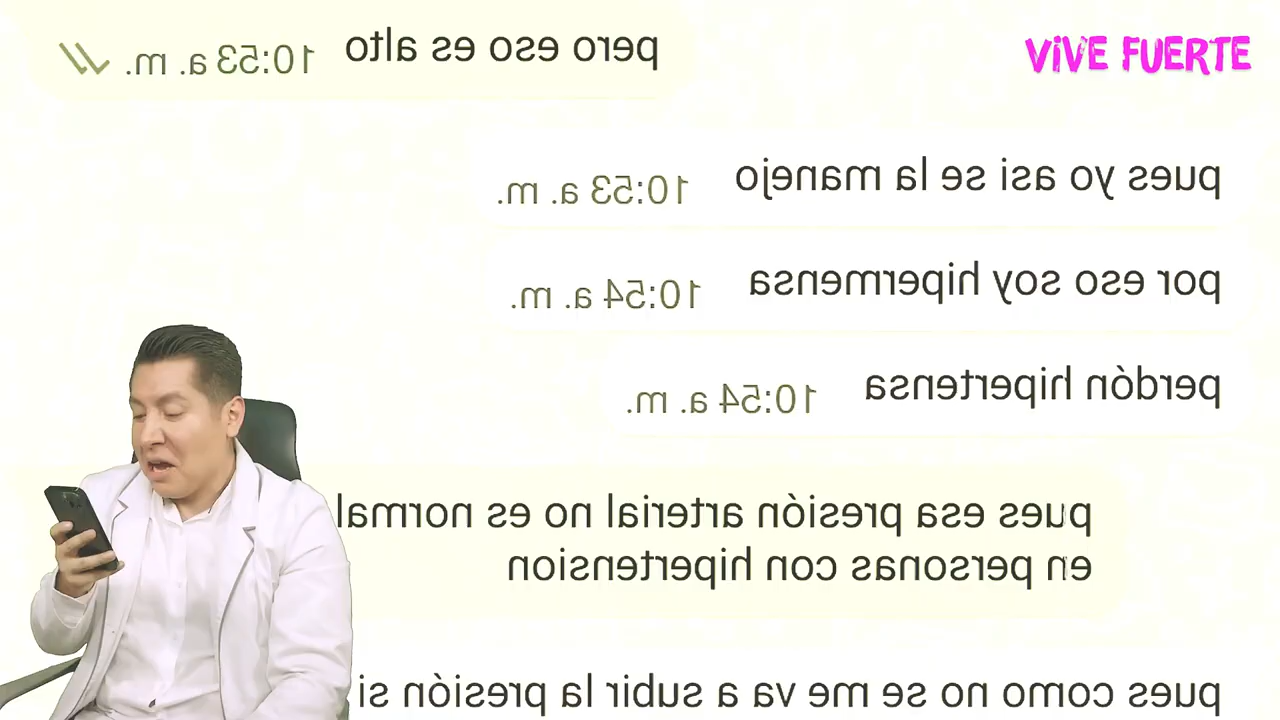 VIVE FUERTE
pero eso es alto 10:53 a. m.
pues yo asi se la manejo 10:53 a. m.
por eso soy hipermensa 10:54 a. m.
perdón hipertensa 10:54 a. m.
pues esa presión arterial no es normal
en personas con hipertension
pues como no se me va a subir la presión si